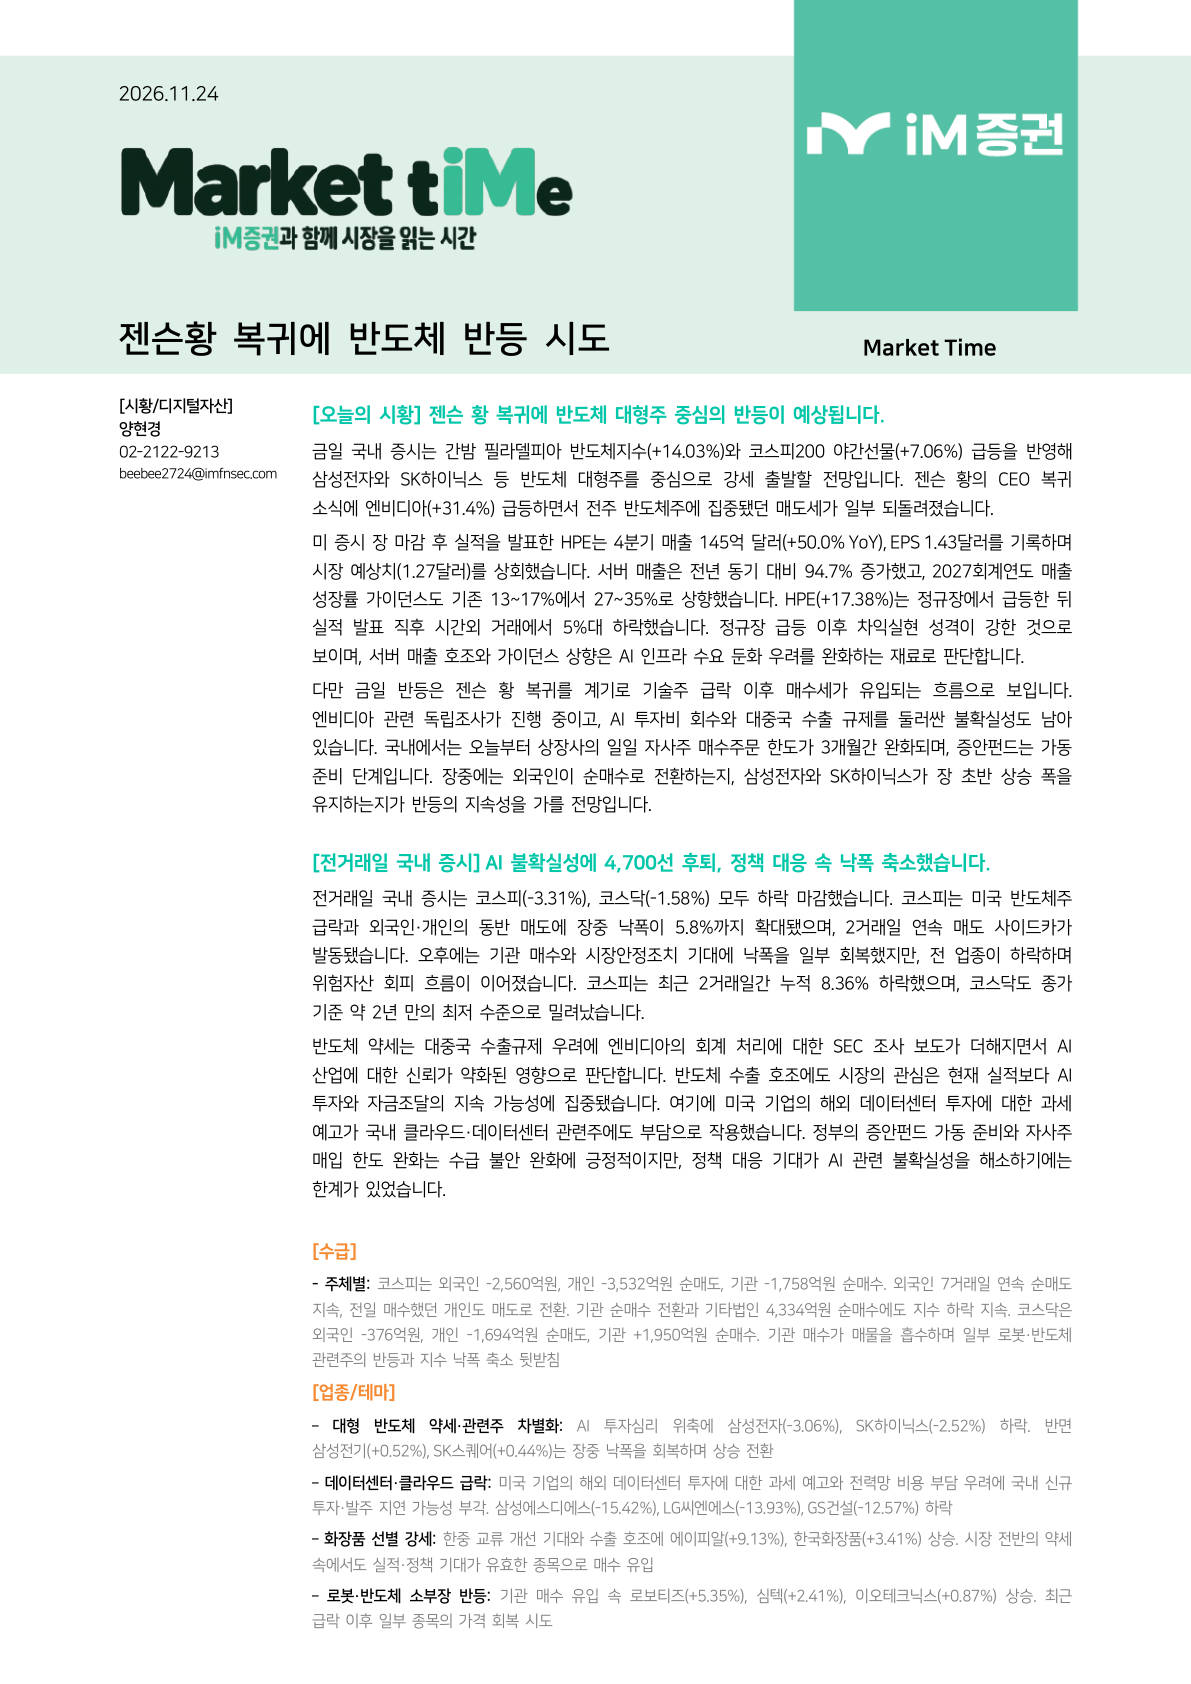 2026.11.24
iM증권
Market tiMe
iM증권과 함께 시장을 읽는 시간
젠슨황 복귀에 반도체 반등 시도
Market Time
[시황/디지털자산]
양현경
02-2122-9213
beebee2724@imfnsec.com
[오늘의 시황] 젠슨 황 복귀에 반도체 대형주 중심의 반등이 예상됩니다.
금일 국내 증시는 간밤 필라델피아 반도체지수(+14.03%)와 코스피200 야간선물(+7.06%) 급등을 반영해
삼성전자와 SK하이닉스 등 반도체 대형주를 중심으로 강세 출발할 전망입니다. 젠슨 황의 CEO 복귀
소식에 엔비디아(+31.4%) 급등하면서 전주 반도체주에 집중됐던 매도세가 일부 되돌려졌습니다.
미 증시 장 마감 후 실적을 발표한 HPE는 4분기 매출 145억 달러(+50.0% YoY), EPS 1.43달러를 기록하며
시장 예상치(1.27달러)를 상회했습니다. 서버 매출은 전년 동기 대비 94.7% 증가했고, 2027회계연도 매출
성장률 가이던스도 기존 13~17%에서 27~35%로 상향했습니다. HPE(+17.38%)는 정규장에서 급등한 뒤
실적 발표 직후 시간외 거래에서 5%대 하락했습니다. 정규장 급등 이후 차익실현 성격이 강한 것으로
보이며, 서버 매출 호조와 가이던스 상향은 AI 인프라 수요 둔화 우려를 완화하는 재료로 판단합니다.
다만 금일 반등은 젠슨 황 복귀를 계기로 기술주 급락 이후 매수세가 유입되는 흐름으로 보입니다.
엔비디아 관련 독립조사가 진행 중이고, AI 투자비 회수와 대중국 수출 규제를 둘러싼 불확실성도 남아
있습니다. 국내에서는 오늘부터 상장사의 일일 자사주 매수주문 한도가 3개월간 완화되며, 증안펀드는 가동
준비 단계입니다. 장중에는 외국인이 순매수로 전환하는지, 삼성전자와 SK하이닉스가 장 초반 상승 폭을
유지하는지가 반등의 지속성을 가를 전망입니다.
[전거래일 국내 증시] AI 불확실성에 4,700선 후퇴, 정책 대응 속 낙폭 축소했습니다.
전거래일 국내 증시는 코스피(-3.31%), 코스닥(-1.58%) 모두 하락 마감했습니다. 코스피는 미국 반도체주
급락과 외국인·개인의 동반 매도에 장중 낙폭이 5.8%까지 확대됐으며, 2거래일 연속 매도 사이드카가
발동됐습니다. 오후에는 기관 매수와 시장안정조치 기대에 낙폭을 일부 회복했지만, 전 업종이 하락하며
위험자산 회피 흐름이 이어졌습니다. 코스피는 최근 2거래일간 누적 8.36% 하락했으며, 코스닥도 종가
기준 약 2년 만의 최저 수준으로 밀려났습니다.
반도체 약세는 대중국 수출규제 우려에 엔비디아의 회계 처리에 대한 SEC 조사 보도가 더해지면서 AI
산업에 대한 신뢰가 약화된 영향으로 판단합니다. 반도체 수출 호조에도 시장의 관심은 현재 실적보다 AI
투자와 자금조달의 지속 가능성에 집중됐습니다. 여기에 미국 기업의 해외 데이터센터 투자에 대한 과세
예고가 국내 클라우드·데이터센터 관련주에도 부담으로 작용했습니다. 정부의 증안펀드 가동 준비와 자사주
매입 한도 완화는 수급 불안 완화에 긍정적이지만, 정책 대응 기대가 AI 관련 불확실성을 해소하기에는
한계가 있었습니다.
[수급]
- 주체별: 코스피는 외국인 -2,560억원, 개인 -3,532억원 순매도, 기관 -1,758억원 순매수. 외국인 7거래일 연속 순매도
지속, 전일 매수했던 개인도 매도로 전환. 기관 순매수 전환과 기타법인 4,334억원 순매수에도 지수 하락 지속. 코스닥은
외국인 -376억원, 개인 -1,694억원 순매도, 기관 +1,950억원 순매수. 기관 매수가 매물을 흡수하며 일부 로봇·반도체
관련주의 반등과 지수 낙폭 축소 뒷받침
[업종/테마]
– 대형 반도체 약세·관련주 차별화: AI 투자심리 위축에 삼성전자(-3.06%), SK하이닉스(-2.52%) 하락. 반면
삼성전기(+0.52%), SK스퀘어(+0.44%)는 장중 낙폭을 회복하며 상승 전환
– 데이터센터·클라우드 급락: 미국 기업의 해외 데이터센터 투자에 대한 과세 예고와 전력망 비용 부담 우려에 국내 신규
투자·발주 지연 가능성 부각. 삼성에스디에스(-15.42%), LG씨엔에스(-13.93%), GS건설(-12.57%) 하락
– 화장품 선별 강세: 한중 교류 개선 기대와 수출 호조에 에이피알(+9.13%), 한국화장품(+3.41%) 상승. 시장 전반의 약세
속에서도 실적·정책 기대가 유효한 종목으로 매수 유입
– 로봇·반도체 소부장 반등: 기관 매수 유입 속 로보티즈(+5.35%), 심텍(+2.41%), 이오테크닉스(+0.87%) 상승. 최근
급락 이후 일부 종목의 가격 회복 시도